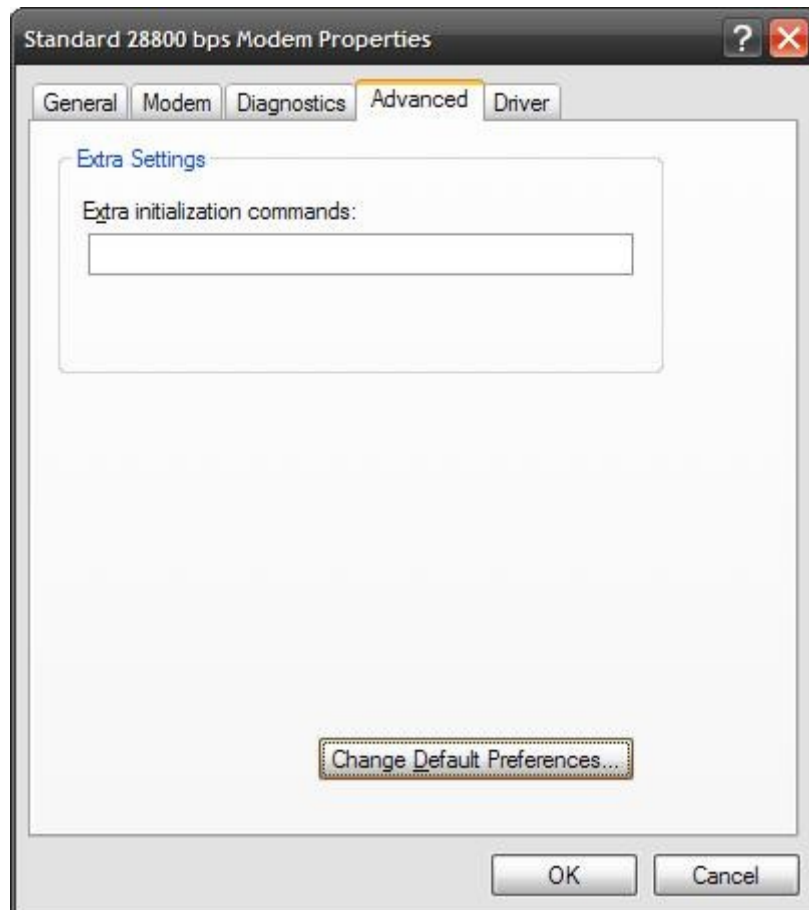 Standard 28800 bps Modem Properties ?
General Modem Diagnostics Advanced Driver
Extra Settings
Extra initialization commands:
Change Default Preferences...
OK Cancel